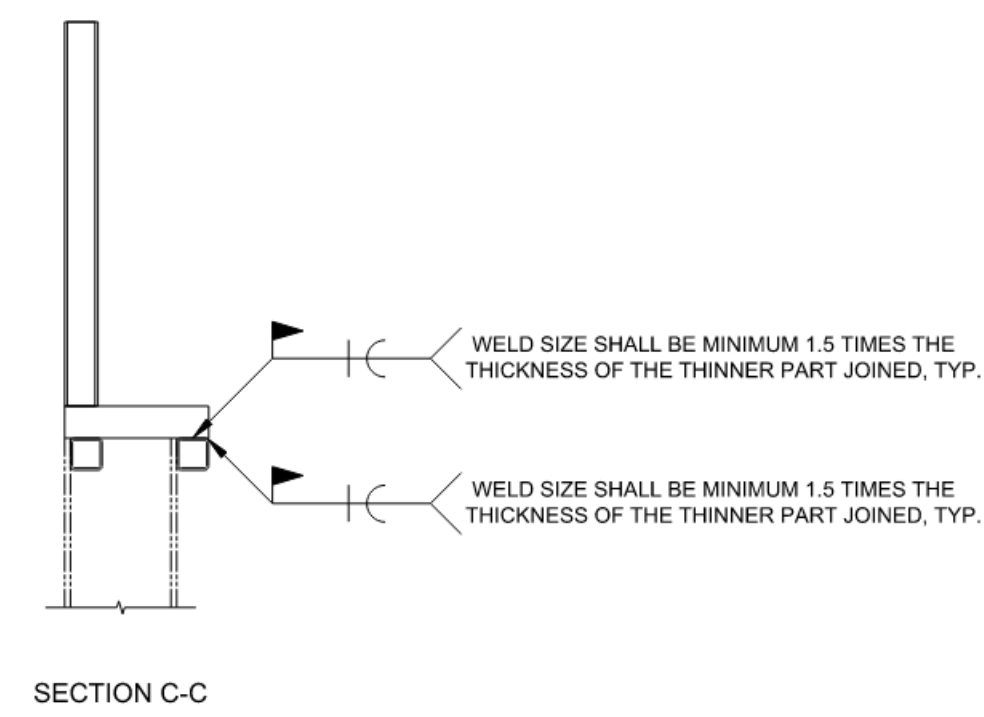 WELD SIZE SHALL BE MINIMUM 1.5 TIMES THE
THICKNESS OF THE THINNER PART JOINED, TYP.
WELD SIZE SHALL BE MINIMUM 1.5 TIMES THE
THICKNESS OF THE THINNER PART JOINED, TYP.
SECTION C-C